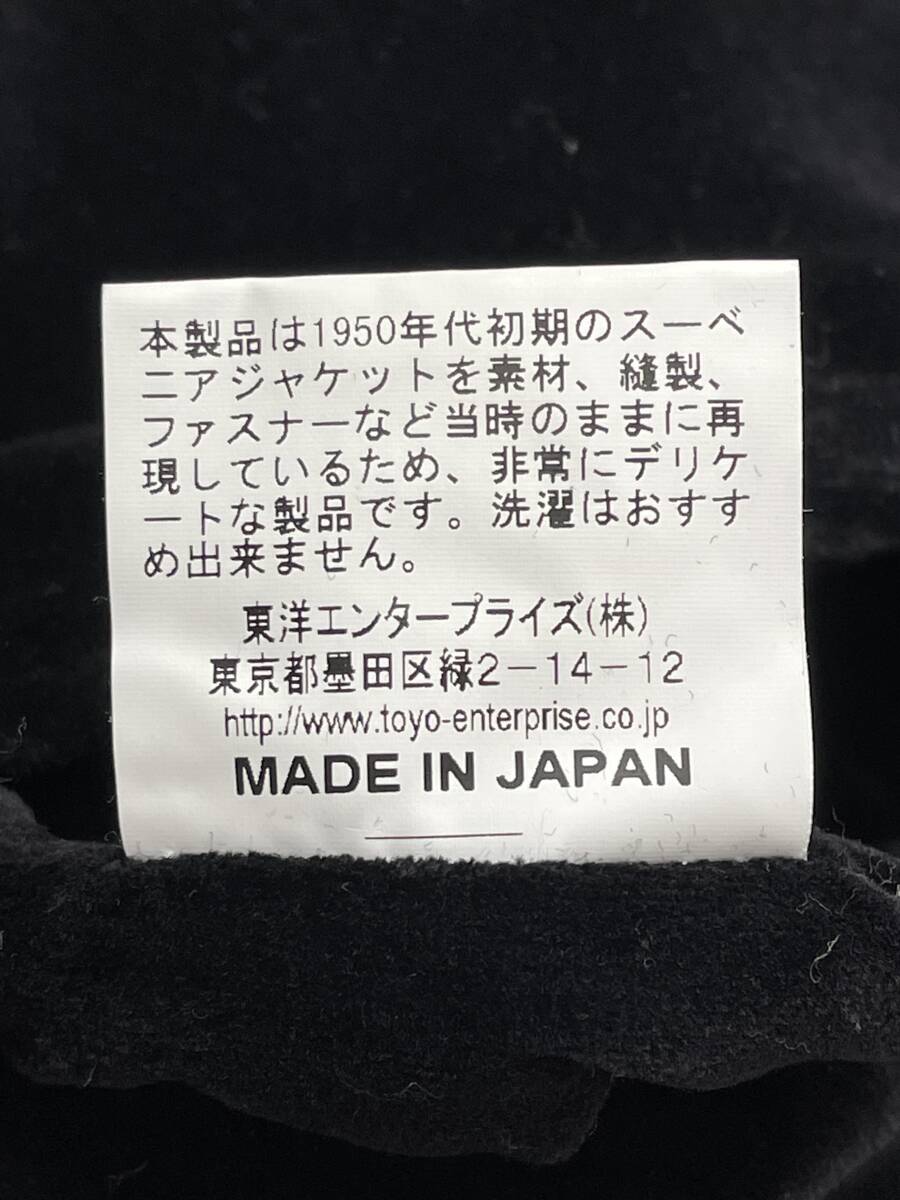 本製品は1950年代初期のスーベ
ニアジャケットを素材、縫製、
ファスナーなど当時のままに再
現しているため、非常にデリケ
ートな製品です。洗濯はおすす
め出来ません。
東洋エンタープライズ(株)
東京都墨田区緑2-14-12
http://www.toyo-enterprise.co.jp
MADE IN JAPAN